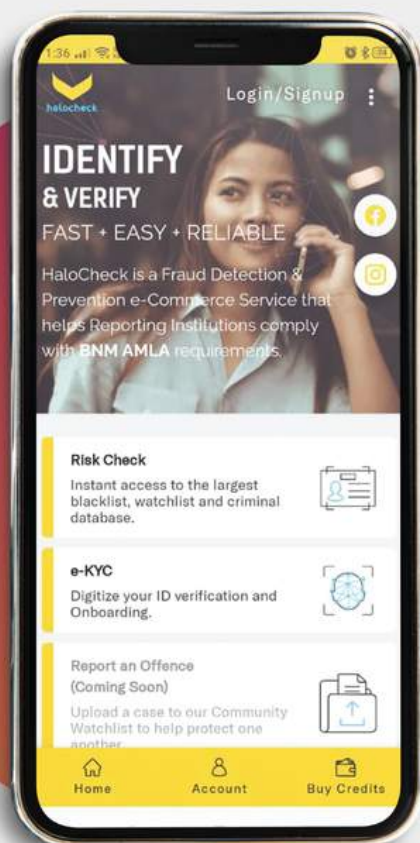 1:36
halocheck
Login/Signup
IDENTIFY
& VERIFY
FAST + EASY + RELIABLE
HaloCheck is a Fraud Detection &
Prevention e-Commerce Service that
helps Reporting Institutions comply
with BNM AMLA requirements.
Risk Check
Instant access to the largest
blacklist, watchlist and criminal
database.
e-KYC
Digitize your ID verification and
Onboarding.
Report an Offence
(Coming Soon)
Upload a case to our Community
Watchlist to help protect one
another
Home
Account
Buy Credits